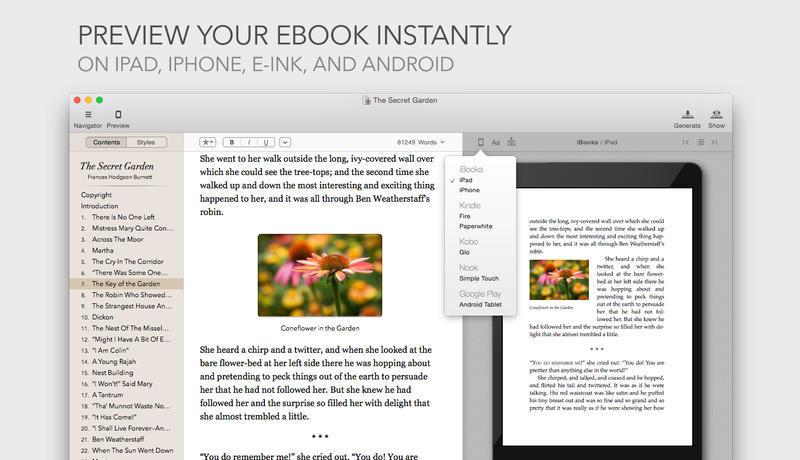 PREVIEW YOUR EBOOK INSTANTLY
ON IPAD, IPHONE, E-INK, AND ANDROID
The Secret Garden
Navigator Preview
Generate Show
Contents Styles
B I U
81249 Words
Aa
iBooks / iPad
The Secret Garden
Frances Hodgson Burnett
Copyright
Introduction
1. There Is No One Left
2. Mistress Mary Quite Con...
3. Across The Moor
4. Martha
5. The Cry In The Corridor
6. “There Was Some One...
7. The Key of the Garden
8. The Robin Who Showed...
9. The Strangest House An...
10. Dickon
11. The Nest Of The Missel...
12. “Might I Have A Bit Of E...
13. “I Am Colin”
14. A Young Rajah
15. Nest Building
16. “I Won't!” Said Mary
17. A Tantrum
18. “Tha' Munnot Waste No...
19. “It Has Come!”
20. “I Shall Live Forever–An...
21. Ben Weatherstaff
22. When The Sun Went Down
She went to her walk outside the long, ivy-covered wall over
which she could see the tree-tops; and the second time she
walked up and down the most interesting and exciting thing
happened to her, and it was all through Ben Weatherstaff's
robin.
Coneflower in the Garden
She heard a chirp and a twitter, and when she looked at the
bare flower-bed at her left side there he was hopping about
and pretending to peck things out of the earth to persuade
her that he had not followed her. But she knew he had
followed her and the surprise so filled her with delight that
she almost trembled a little.
* * *
“You do remember me!” she cried out. “You do! You are
iBooks
✓ iPad
iPhone
Kindle
Fire
Paperwhite
Kobo
Glo
Nook
Simple Touch
Google Play
Android Tablet
outside the long, ivy-covered wall over which she could
see the tree-tops; and the second time she walked up
and down the most interesting and exciting thing hap-
pened to her, and it was all through Ben Weatherstaff's
robin.
She heard a chirp and a
twitter, and when she
looked at the bare flower-
bed at her left side there he
was hopping about and
pretending to peck things
out of the earth to persuade
her that he had not fol-
lowed her. But she knew he
Coneflower in the Garden
had followed her and the surprise so filled her with de-
light that she almost trembled a little.
* * *
“YOU DO REMEMBER ME!” she cried out. “You do! You are
prettier than anything else in the world!”
She chirped, and talked, and coaxed and he hopped,
and flirted his tail and twittered. It was as if he were
talking. His red waistcoat was like satin and he puffed
his tiny breast out and was so fine and so grand and so
pretty that it was really as if he were showing her how